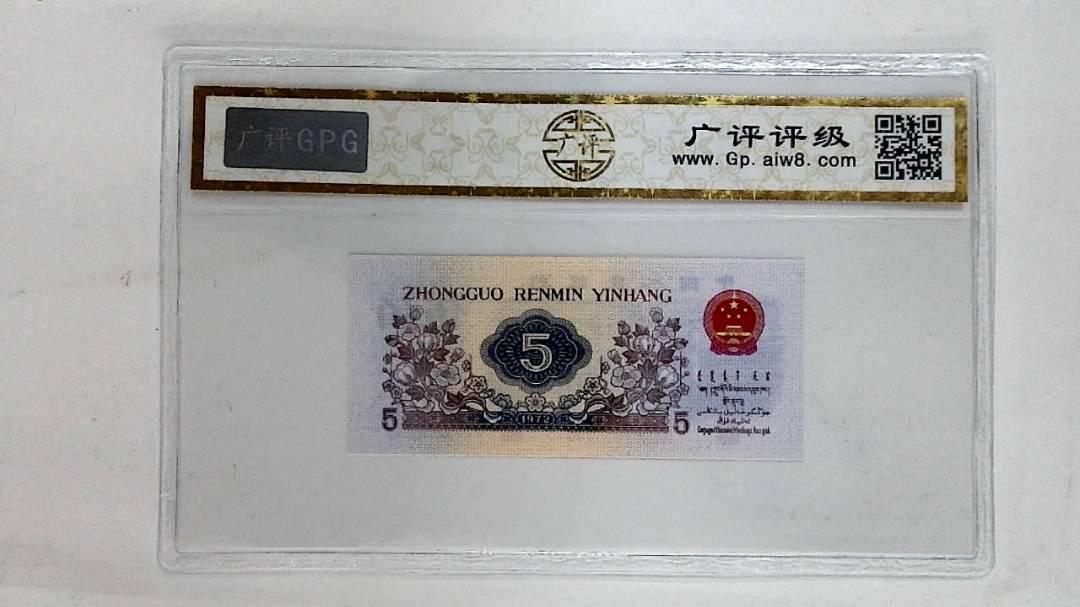 广评GPG
广评
广评评级
www.Gp.aiw8.com
ZHONGGUO RENMIN YINHANG
5
5
5
1972